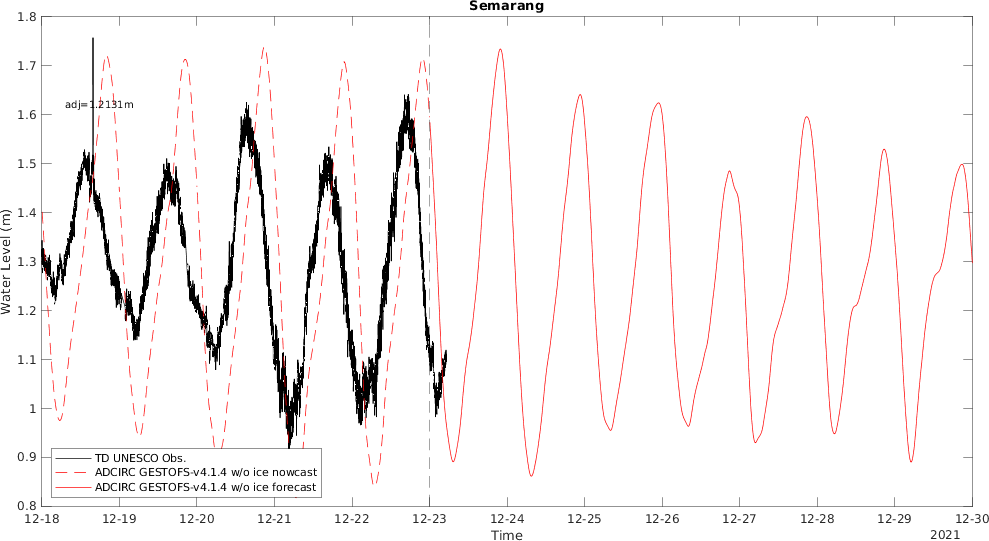 Semarang
1.8
1.7
1.6
1.5
1.4
1.3
1.2
1.1
1
0.9
0.8
Water Level (m)
adj=1.2131m
TD UNESCO Obs.
ADCIRC GESTOFS-v4.1.4 w/o ice nowcast
ADCIRC GESTOFS-v4.1.4 w/o ice forecast
12-18 12-19 12-20 12-21 12-22 12-23 12-24 12-25 12-26 12-27 12-28 12-29 12-30
Time
2021